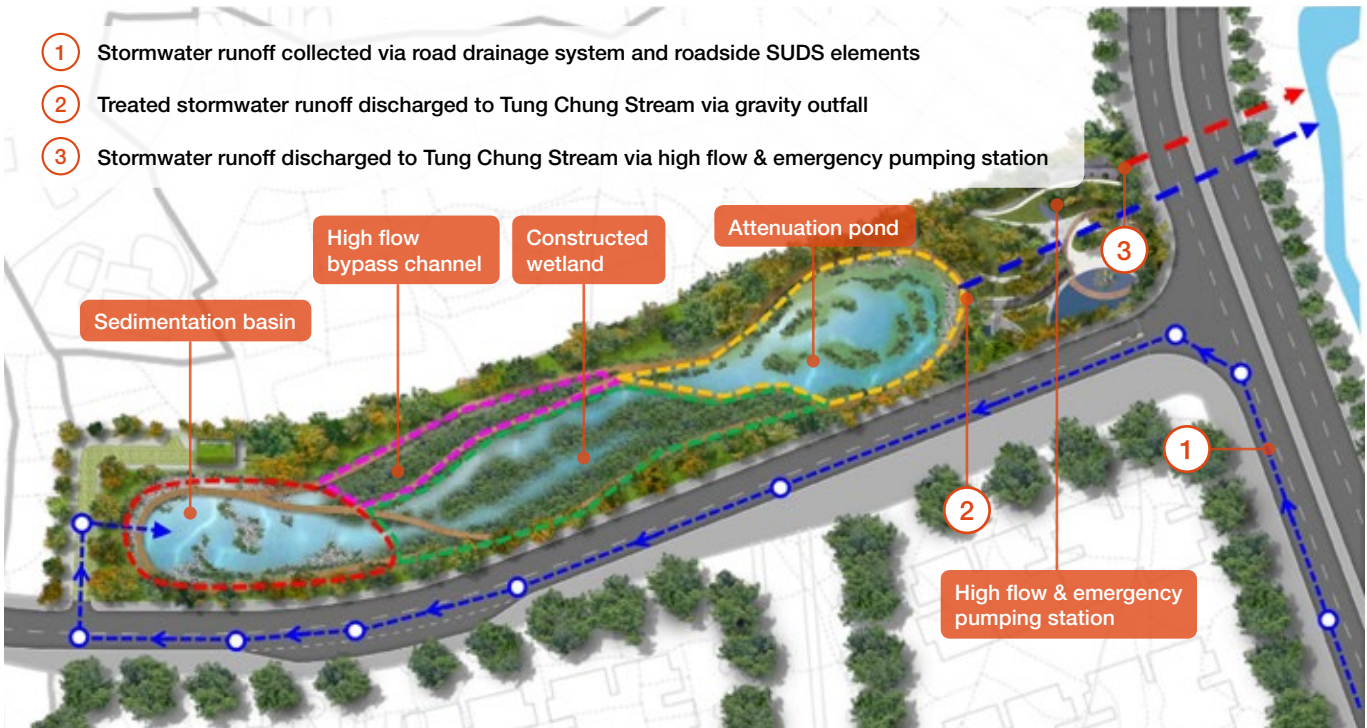 1 Stormwater runoff collected via road drainage system and roadside SUDS elements
2 Treated stormwater runoff discharged to Tung Chung Stream via gravity outfall
3 Stormwater runoff discharged to Tung Chung Stream via high flow & emergency pumping station
High flow
bypass channel
Constructed
wetland
Attenuation pond
Sedimentation basin
3
1
2
High flow & emergency
pumping station